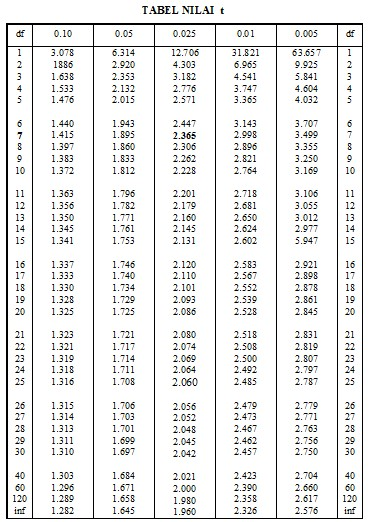 TABEL NILAI t
df 0.10 0.05 0.025 0.01 0.005 df
1 3.078 6.314 12.706 31.821 63.657 1
2 1886 2.920 4.303 6.965 9.925 2
3 1.638 2.353 3.182 4.541 5.841 3
4 1.533 2.132 2.776 3.747 4.604 4
5 1.476 2.015 2.571 3.365 4.032 5
6 1.440 1.943 2.447 3.143 3.707 6
7 1.415 1.895 2.365 2.998 3.499 7
8 1.397 1.860 2.306 2.896 3.355 8
9 1.383 1.833 2.262 2.821 3.250 9
10 1.372 1.812 2.228 2.764 3.169 10
11 1.363 1.796 2.201 2.718 3.106 11
12 1.356 1.782 2.179 2.681 3.055 12
13 1.350 1.771 2.160 2.650 3.012 13
14 1.345 1.761 2.145 2.624 2.977 14
15 1.341 1.753 2.131 2.602 5.947 15
16 1.337 1.746 2.120 2.583 2.921 16
17 1.333 1.740 2.110 2.567 2.898 17
18 1.330 1.734 2.101 2.552 2.878 18
19 1.328 1.729 2.093 2.539 2.861 19
20 1.325 1.725 2.086 2.528 2.845 20
21 1.323 1.721 2.080 2.518 2.831 21
22 1.321 1.717 2.074 2.508 2.819 22
23 1.319 1.714 2.069 2.500 2.807 23
24 1.318 1.711 2.064 2.492 2.797 24
25 1.316 1.708 2.060 2.485 2.787 25
26 1.315 1.706 2.056 2.479 2.779 26
27 1.314 1.703 2.052 2.473 2.771 27
28 1.313 1.701 2.048 2.467 2.763 28
29 1.311 1.699 2.045 2.462 2.756 29
30 1.310 1.697 2.042 2.457 2.750 30
40 1.303 1.684 2.021 2.423 2.704 40
60 1.296 1.671 2.000 2.390 2.660 60
120 1.289 1.658 1.980 2.358 2.617 120
inf 1.282 1.645 1.960 2.326 2.576 inf